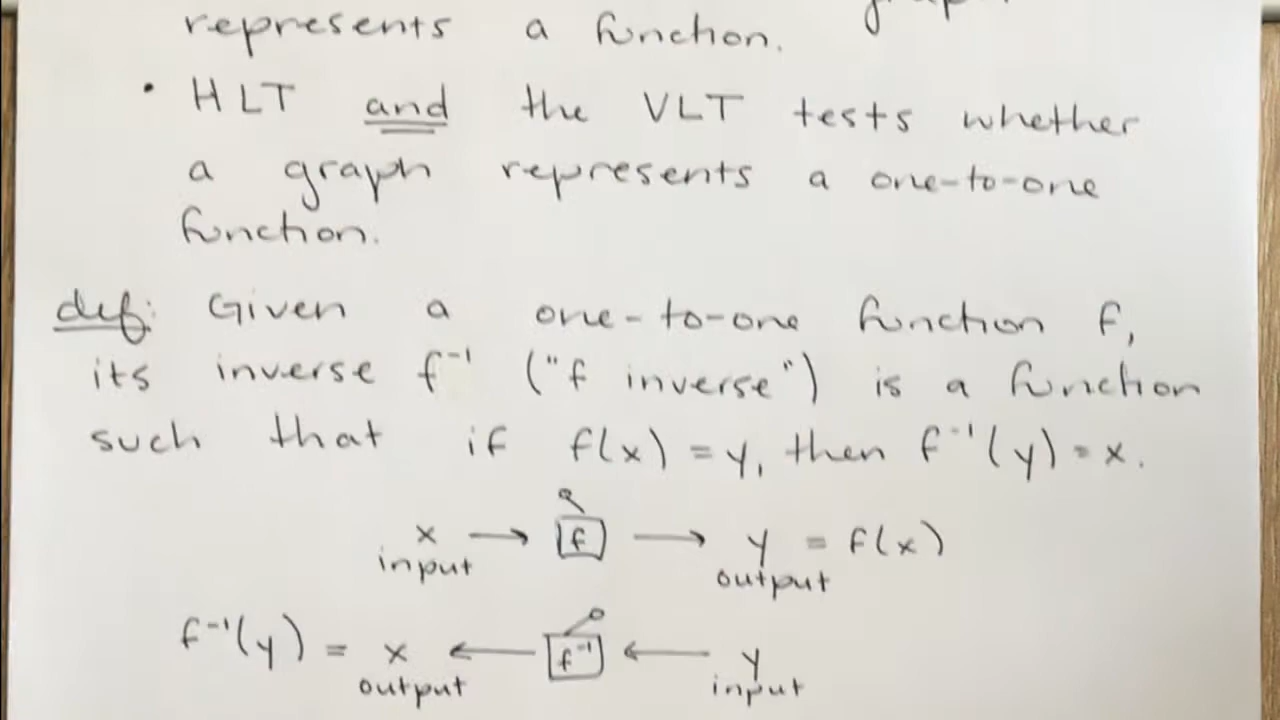 represents a function.
• HLT and the VLT tests whether
a graph represents a one-to-one
function.
def: Given a one-to-one function f,
its inverse f⁻¹ ("f inverse") is a function
such that if f(x) = y, then f⁻¹(y) = x.
x → f → y = f(x)
input output
f⁻¹(y) = x ← f⁻¹ ← y
output input